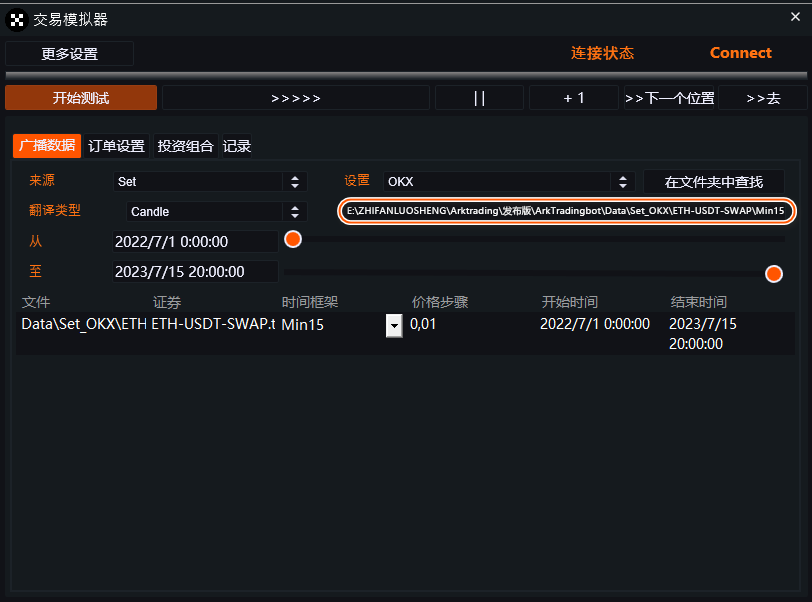 交易模拟器
更多设置 连接状态 Connect
开始测试 >>>>> || + 1 >>下一个位置 >>去
广播数据 订单设置 投资组合 记录
来源 Set 设置 OKX 在文件夹中查找
翻译类型 Candle E:\ZHIFANLUOSHENG\Arktrading\发布版\ArkTradingbot\Data\Set_OKX\ETH-USDT-SWAP\Min15
从 2022/7/1 0:00:00
至 2023/7/15 20:00:00
文件 证券 时间框架 价格步骤 开始时间 结束时间
Data\Set_OKX\ETH ETH-USDT-SWAP.t Min15 0,01 2022/7/1 0:00:00 2023/7/15
20:00:00